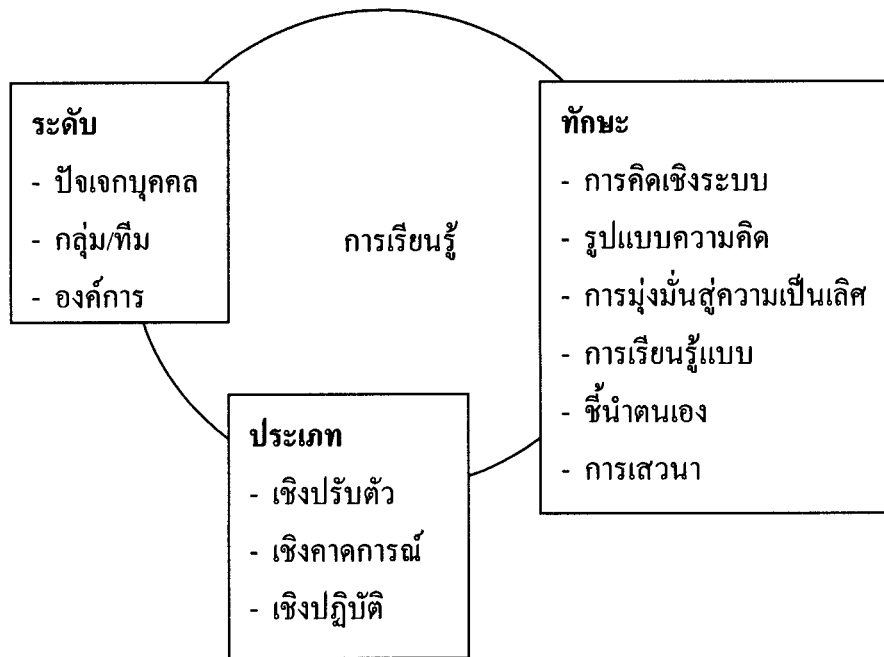 ระดับ
- ปัจเจกบุคคล
- กลุ่ม/ทีม
- องค์การ
การเรียนรู้
ทักษะ
- การคิดเชิงระบบ
- รูปแบบความคิด
- การมุ่งมั่นสู่ความเป็นเลิศ
- การเรียนรู้แบบ
- ชี้นำตนเอง
- การเสวนา
ประเภท
- เชิงปรับตัว
- เชิงคาดการณ์
- เชิงปฏิบัติ